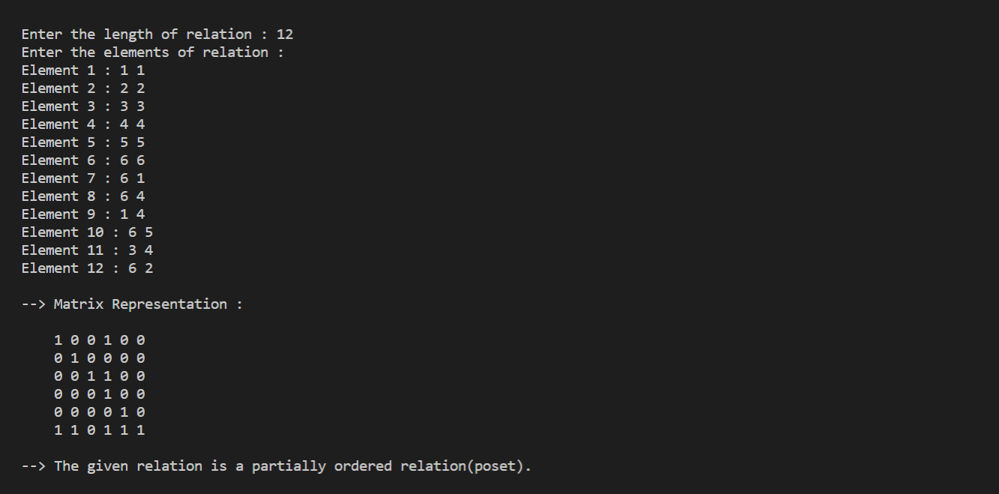 Enter the length of relation : 12
Enter the elements of relation :
Element 1 : 1 1
Element 2 : 2 2
Element 3 : 3 3
Element 4 : 4 4
Element 5 : 5 5
Element 6 : 6 6
Element 7 : 6 1
Element 8 : 6 4
Element 9 : 1 4
Element 10 : 6 5
Element 11 : 3 4
Element 12 : 6 2
--> Matrix Representation :
1 0 0 1 0 0
0 1 0 0 0 0
0 0 1 1 0 0
0 0 0 1 0 0
0 0 0 0 1 0
1 1 0 1 1 1
--> The given relation is a partially ordered relation(poset).